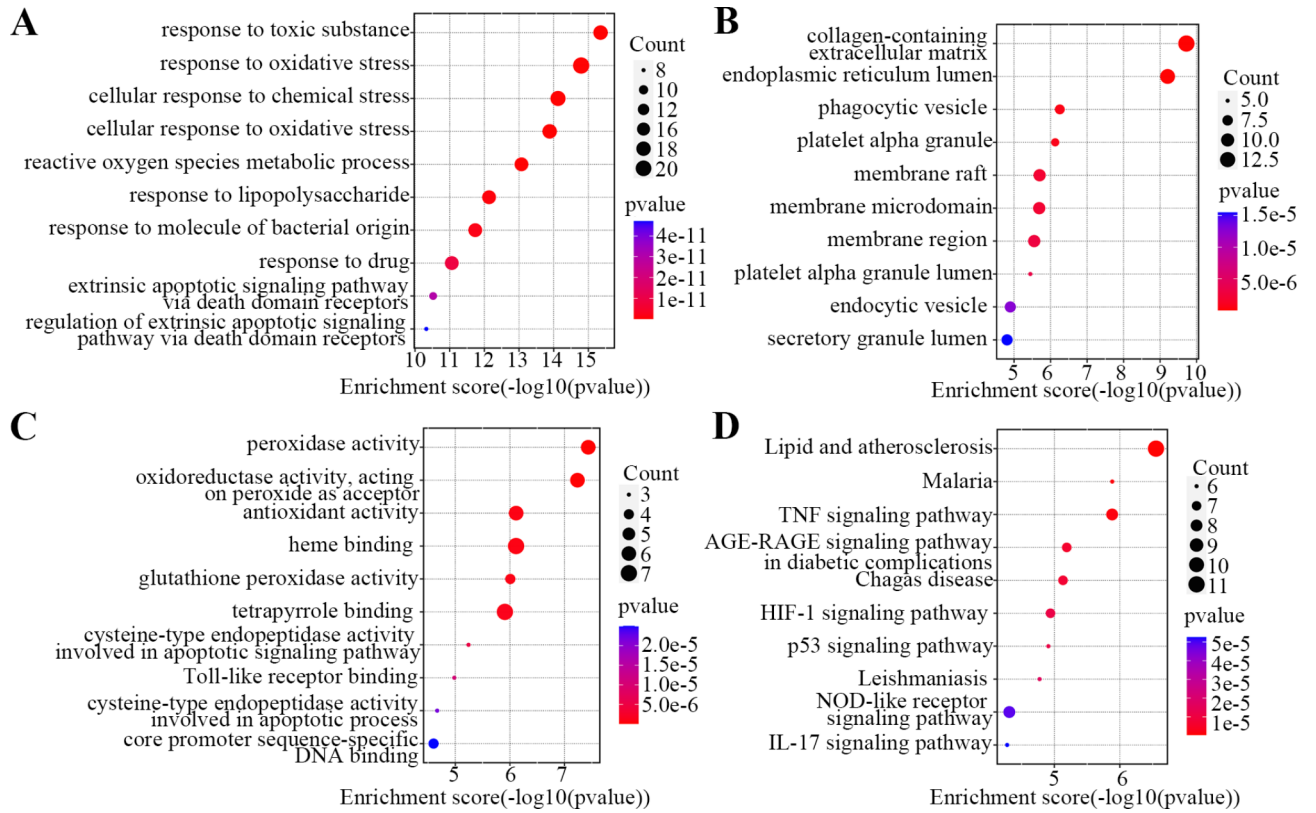 A
response to toxic substance
response to oxidative stress
cellular response to chemical stress
cellular response to oxidative stress
reactive oxygen species metabolic process
response to lipopolysaccharide
response to molecule of bacterial origin
response to drug
extrinsic apoptotic signaling pathway
via death domain receptors
regulation of extrinsic apoptotic signaling
pathway via death domain receptors
10 11 12 13 14 15
Enrichment score(-log10(pvalue))
Count
8
10
12
16
18
20
pvalue
4e-11
3e-11
2e-11
1e-11
B
collagen-containing
extracellular matrix
endoplasmic reticulum lumen
phagocytic vesicle
platelet alpha granule
membrane raft
membrane microdomain
membrane region
platelet alpha granule lumen
endocytic vesicle
secretory granule lumen
5 6 7 8 9 10
Enrichment score(-log10(pvalue))
Count
5.0
7.5
10.0
12.5
pvalue
1.5e-5
1.0e-5
5.0e-6
C
peroxidase activity
oxidoreductase activity, acting
on peroxide as acceptor
antioxidant activity
heme binding
glutathione peroxidase activity
tetrapyrrole binding
cysteine-type endopeptidase activity
involved in apoptotic signaling pathway
Toll-like receptor binding
cysteine-type endopeptidase activity
involved in apoptotic process
core promoter sequence-specific
DNA binding
5 6 7
Enrichment score(-log10(pvalue))
Count
3
4
5
6
7
pvalue
2.0e-5
1.5e-5
1.0e-5
5.0e-6
D
Lipid and atherosclerosis
Malaria
TNF signaling pathway
AGE-RAGE signaling pathway
in diabetic complications
Chagas disease
HIF-1 signaling pathway
p53 signaling pathway
Leishmaniasis
NOD-like receptor
signaling pathway
IL-17 signaling pathway
5 6
Enrichment score(-log10(pvalue))
Count
6
7
8
9
10
11
pvalue
5e-5
4e-5
3e-5
2e-5
1e-5